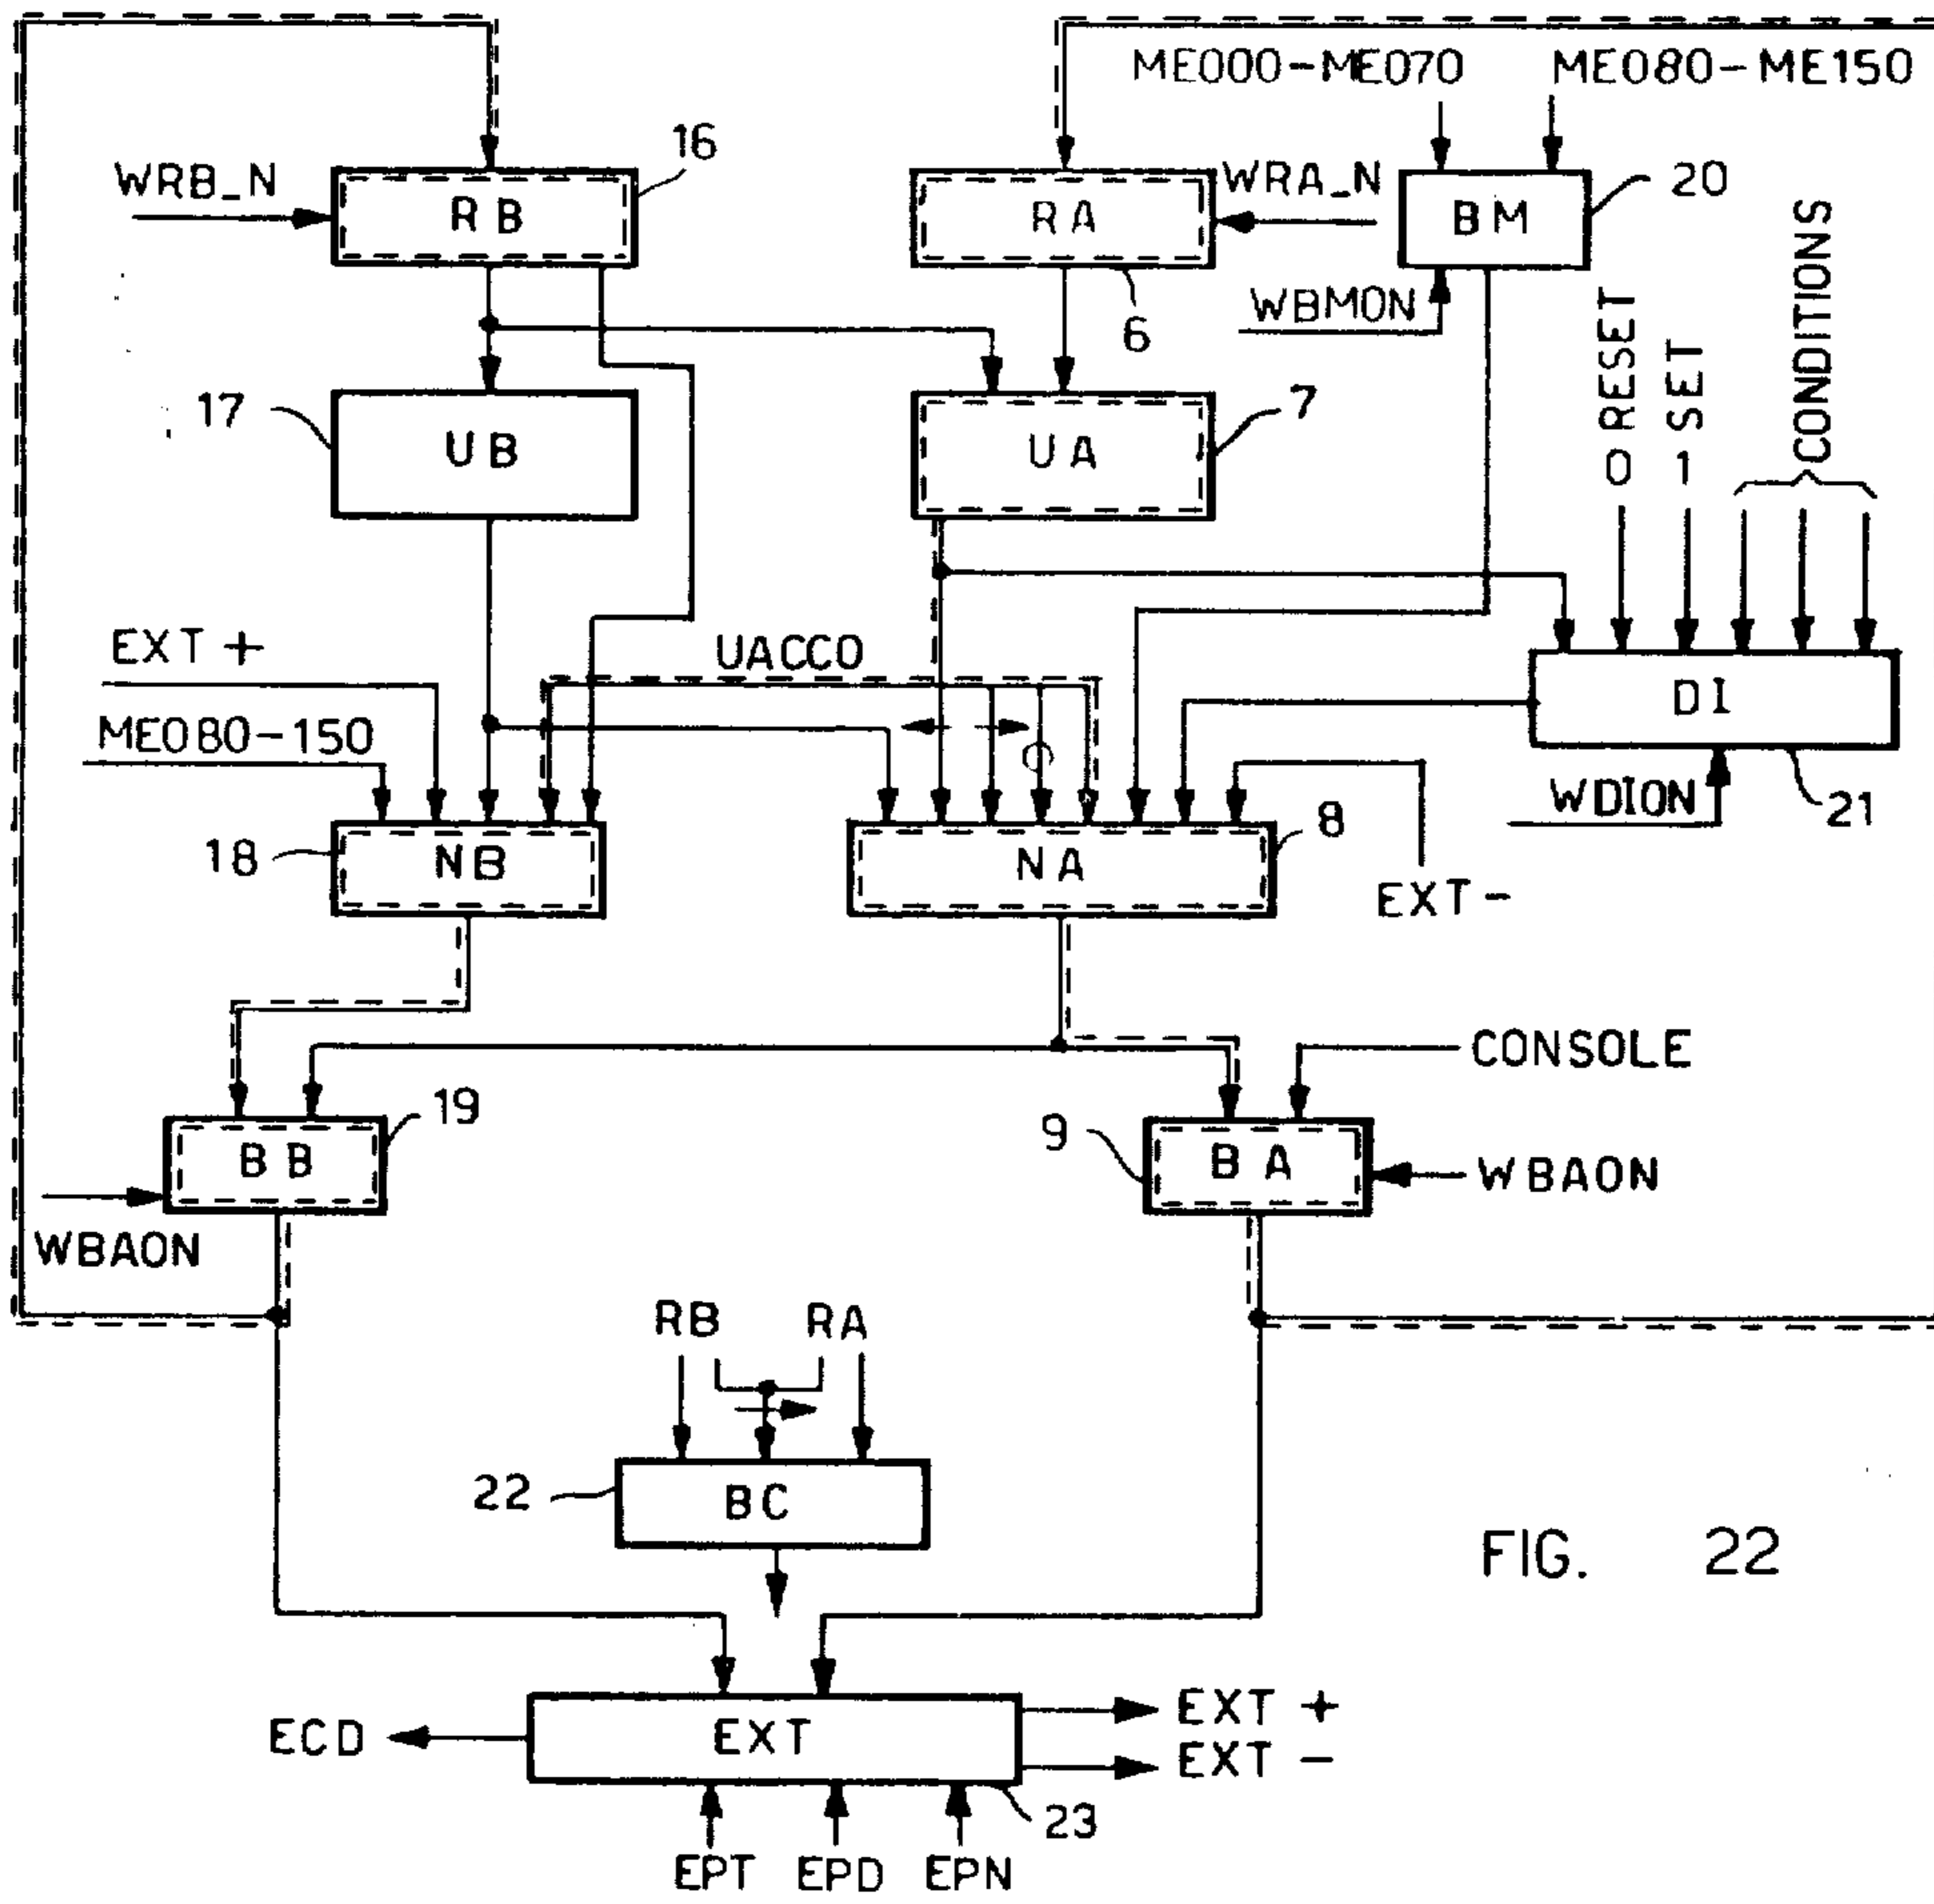 ME000-ME070 ME080-ME150
16
WRB_N
RB
RA
WRA_N
BM
20
WBMON
6
0 RESET
1 SET
CONDITIONS
17
UB
UA
7
EXT +
UACCO
ME080-150
DI
WDION
21
18
NB
NA
8
EXT -
CONSOLE
19
9
BB
BA
WBAON
WBAON
RB RA
22
BC
FIG. 22
ECD
EXT
EXT +
EXT -
23
EPT EPD EPN